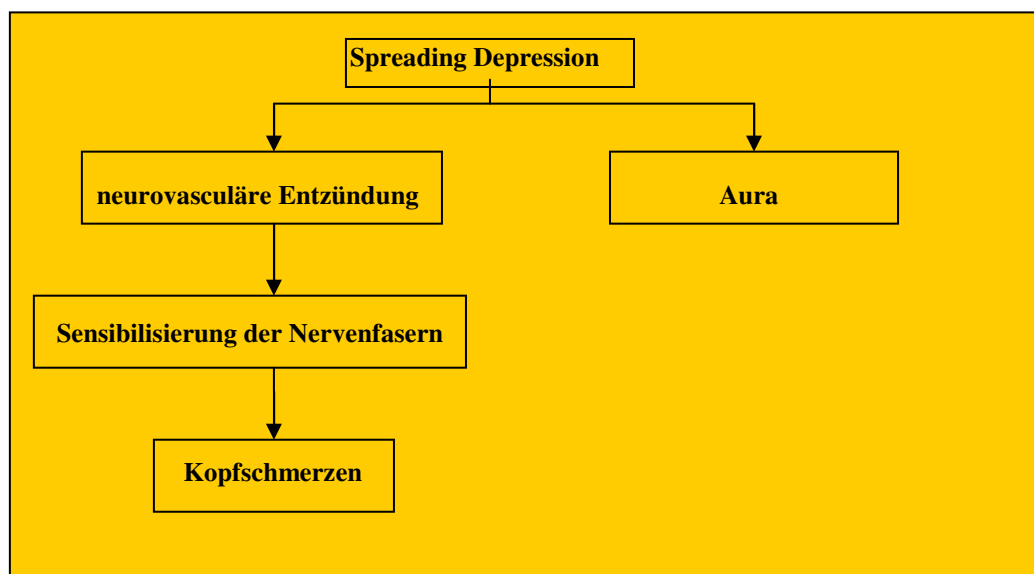 Spreading Depression
neurovasculäre Entzündung
Aura
Sensibilisierung der Nervenfasern
Kopfschmerzen